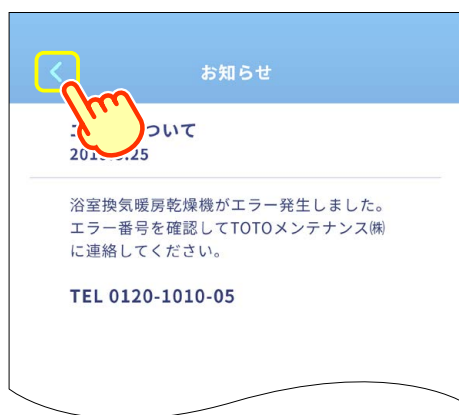 お知らせ
ついて
浴室換気暖房乾燥機がエラー発生しました。
エラー番号を確認してTOTOメンテナンス㈱
に連絡してください。
TEL 0120-1010-05